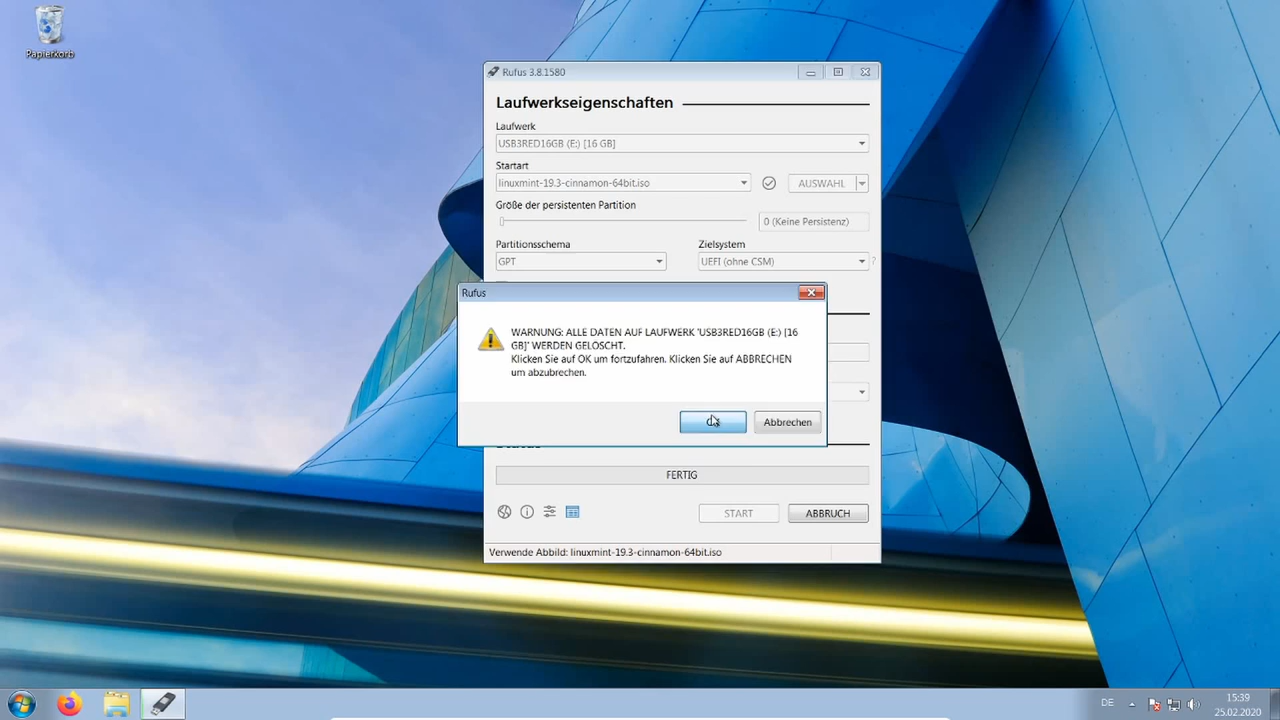 Papierkorb
Rufus 3.8.1580
Laufwerkseigenschaften
Laufwerk
USB3RED16GB (E:) [16 GB]
Startart
linuxmint-19.3-cinnamon-64bit.iso
AUSWAHL
Größe der persistenten Partition
0 (Keine Persistenz)
Partitionsschema
Zielsystem
GPT
UEFI (ohne CSM)
?
Rufus
WARNUNG: ALLE DATEN AUF LAUFWERK 'USB3RED16GB (E:) [16
GB]' WERDEN GELÖSCHT.
Klicken Sie auf OK um fortzufahren. Klicken Sie auf ABBRECHEN
um abzubrechen.
Abbrechen
FERTIG
START
ABBRUCH
Verwende Abbild: linuxmint-19.3-cinnamon-64bit.iso
DE
15:39
25.02.2020